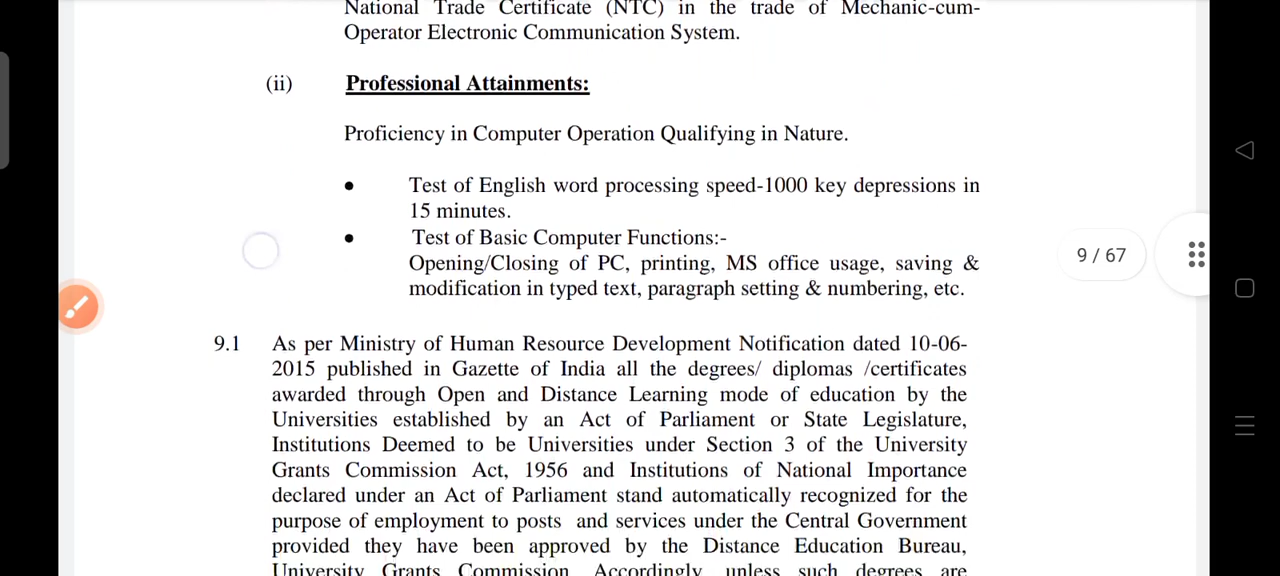 National Trade Certificate (NTC) in the trade of Mechanic-cum-
Operator Electronic Communication System.
(ii) Professional Attainments:
Proficiency in Computer Operation Qualifying in Nature.
• Test of English word processing speed-1000 key depressions in
15 minutes.
• Test of Basic Computer Functions:-
Opening/Closing of PC, printing, MS office usage, saving &
modification in typed text, paragraph setting & numbering, etc.
9 / 67
9.1 As per Ministry of Human Resource Development Notification dated 10-06-
2015 published in Gazette of India all the degrees/ diplomas /certificates
awarded through Open and Distance Learning mode of education by the
Universities established by an Act of Parliament or State Legislature,
Institutions Deemed to be Universities under Section 3 of the University
Grants Commission Act, 1956 and Institutions of National Importance
declared under an Act of Parliament stand automatically recognized for the
purpose of employment to posts and services under the Central Government
provided they have been approved by the Distance Education Bureau,
University Grants Commission. Accordingly unless such degrees are